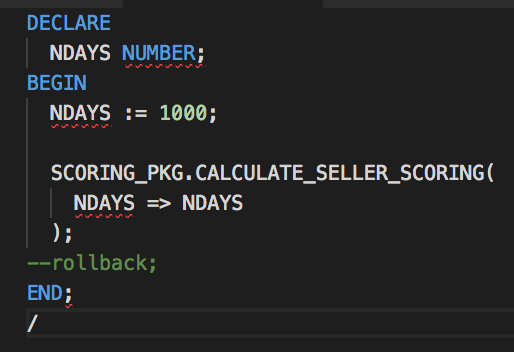 DECLARE
NDAYS NUMBER;
BEGIN
NDAYS := 1000;
SCORING_PKG.CALCULATE_SELLER_SCORING(
NDAYS => NDAYS
);
--rollback;
END;
/